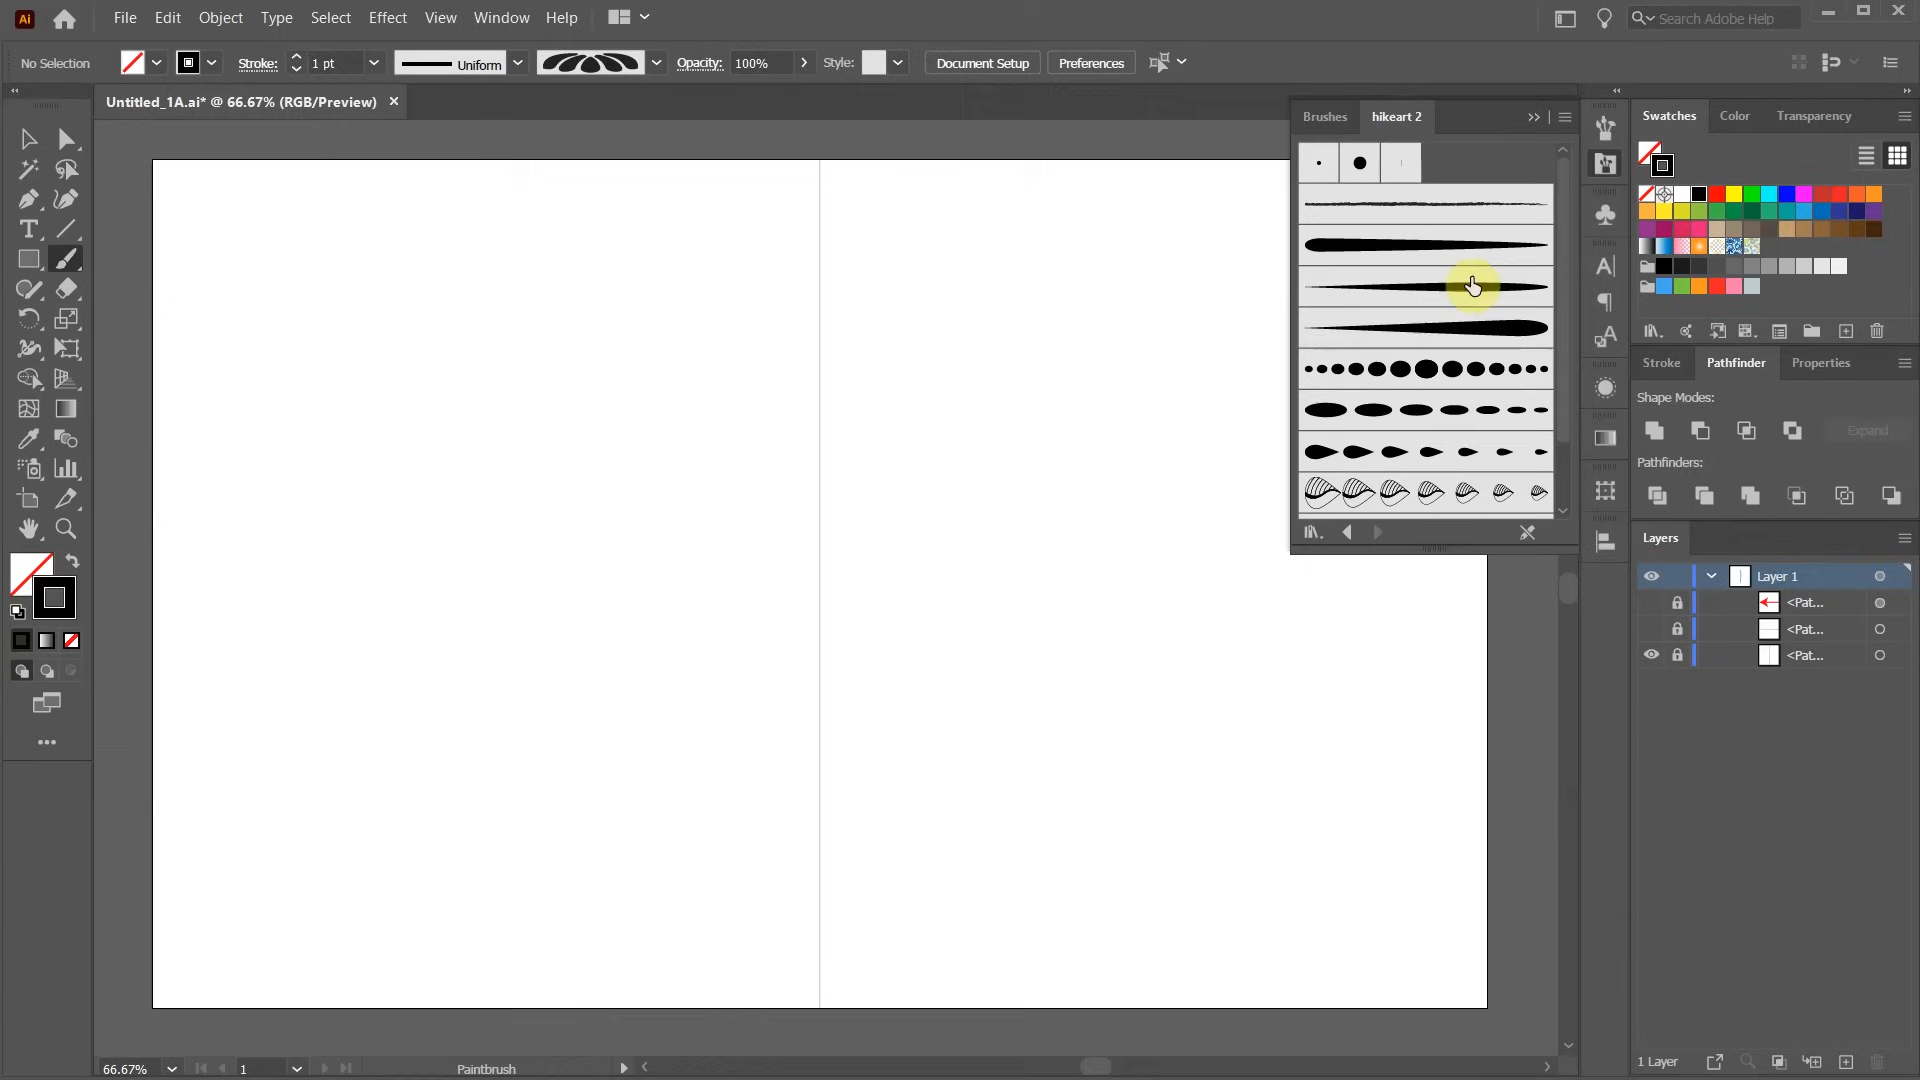 Ai File Edit Object Type Select Effect View Window Help Search Adobe Help
No Selection Stroke: 1 pt Uniform Opacity: 100% Style: Document Setup Preferences
Untitled_1A.ai* @ 66.67% (RGB/Preview) ×
Brushes hikeart 2
Swatches Color Transparency
Stroke Pathfinder Properties
Shape Modes:
Expand
Pathfinders:
Layers
Layer 1
<Pat...
<Pat...
<Pat...
66.67% 1 Paintbrush
1 Layer